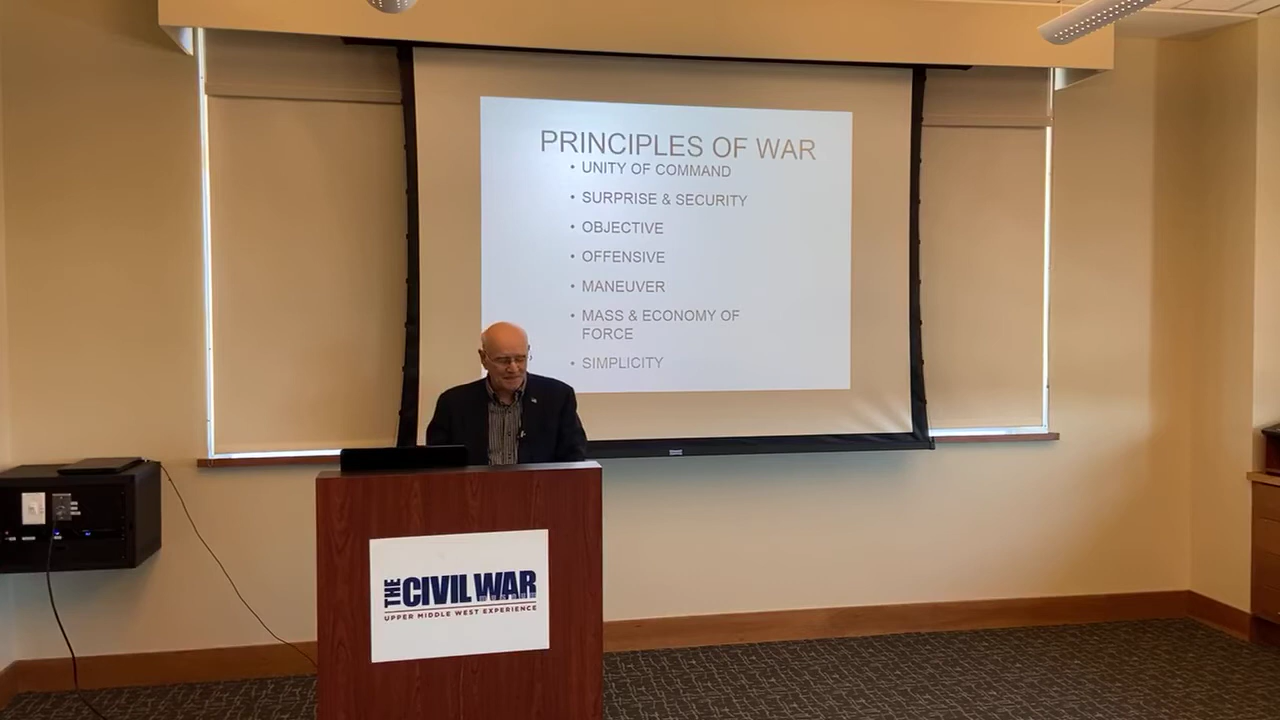 PRINCIPLES OF WAR
• UNITY OF COMMAND
• SURPRISE & SECURITY
• OBJECTIVE
• OFFENSIVE
• MANEUVER
• MASS & ECONOMY OF
FORCE
• SIMPLICITY
THE CIVIL WAR
UPPER MIDDLE WEST EXPERIENCE